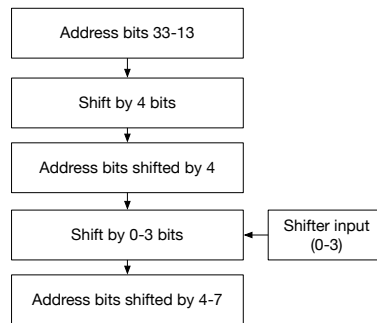 Address bits 33-13
Shift by 4 bits
Address bits shifted by 4
Shift by 0-3 bits
Shifter input
(0-3)
Address bits shifted by 4-7